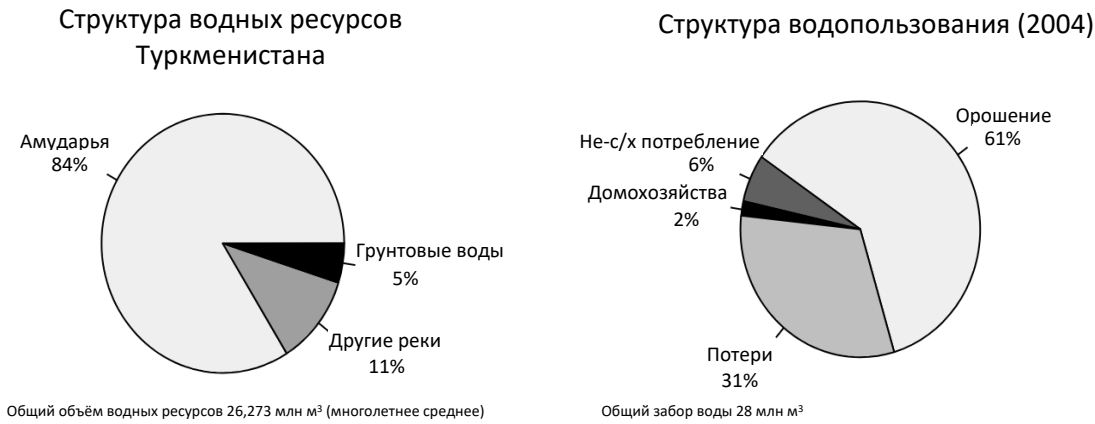 Структура водных ресурсов
Туркменистана
Амударья
84%
Грунтовые воды
5%
Другие реки
11%
Общий объём водных ресурсов 26,273 млн м³ (многолетнее среднее)
Структура водопользования (2004)
Орошение
61%
Не-с/х потребление
6%
Домохозяйства
2%
Потери
31%
Общий забор воды 28 млн м³